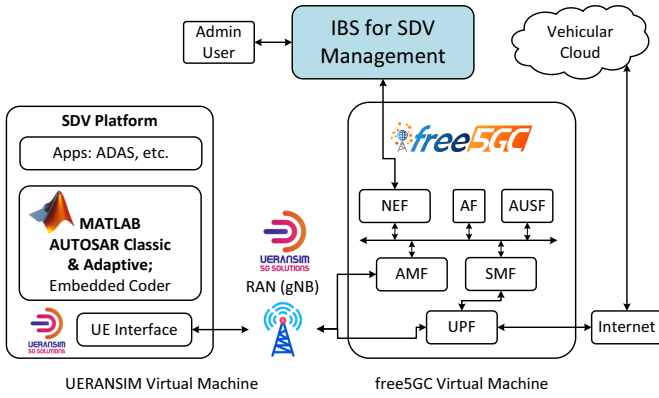 Admin
User
IBS for SDV
Management
Vehicular
Cloud
SDV Platform
Apps: ADAS, etc.
MATLAB
AUTOSAR Classic
& Adaptive;
Embedded Coder
UERANSIM
5G SOLUTIONS
UE Interface
UERANSIM
5G SOLUTIONS
RAN (gNB)
free5GC
NEF
AF
AUSF
AMF
SMF
UPF
Internet
UERANSIM Virtual Machine
free5GC Virtual Machine